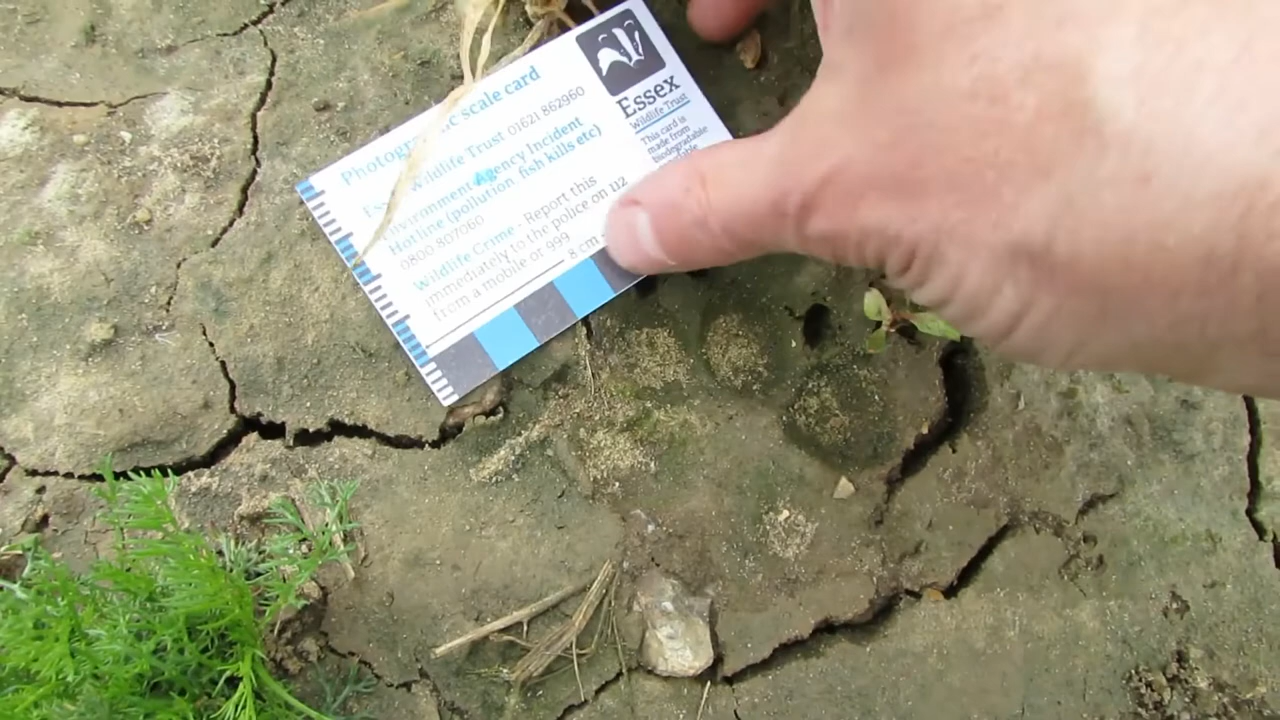 scale card
Wildlife Trust 01621 862960
Environment Agency Incident
Hotline (pollution, fish kills etc)
0800 807060
Wildlife Crime - Report this
immediately to the police on 112
from a mobile or 999
8 cm
Essex
Wildlife Trust
This card is
made from
biodegradable